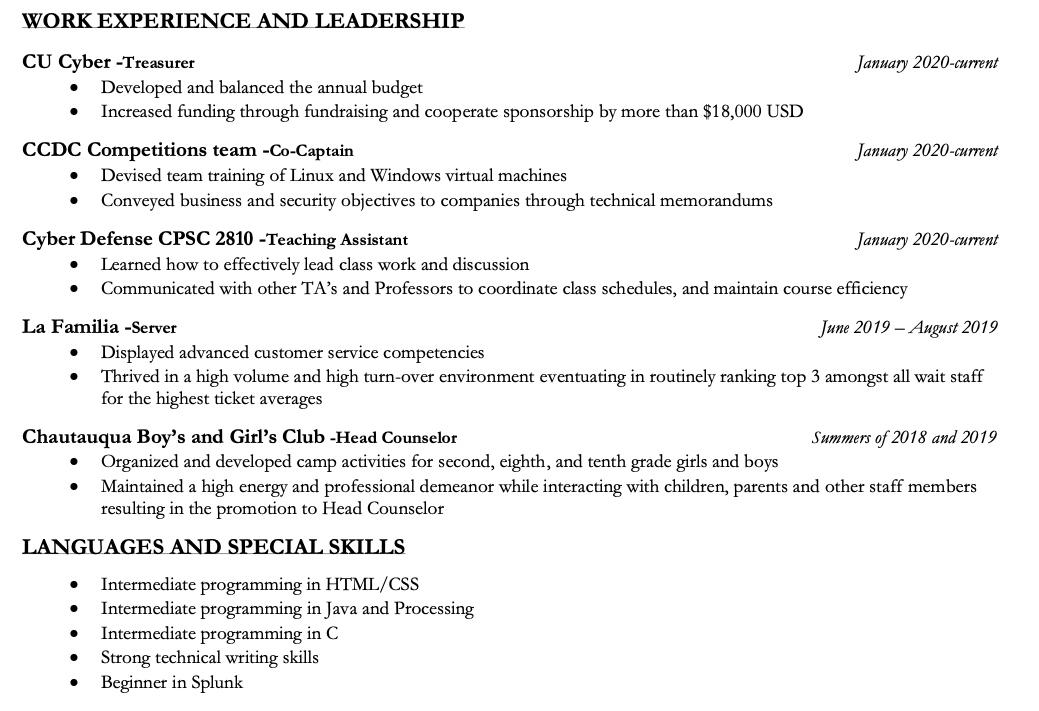 WORK EXPERIENCE AND LEADERSHIP
CU Cyber -Treasurer January 2020-current
• Developed and balanced the annual budget
• Increased funding through fundraising and cooperate sponsorship by more than $18,000 USD
CCDC Competitions team -Co-Captain January 2020-current
• Devised team training of Linux and Windows virtual machines
• Conveyed business and security objectives to companies through technical memorandums
Cyber Defense CPSC 2810 -Teaching Assistant January 2020-current
• Learned how to effectively lead class work and discussion
• Communicated with other TA’s and Professors to coordinate class schedules, and maintain course efficiency
La Familia -Server June 2019 – August 2019
• Displayed advanced customer service competencies
• Thrived in a high volume and high turn-over environment eventuating in routinely ranking top 3 amongst all wait staff
for the highest ticket averages
Chautauqua Boy’s and Girl’s Club -Head Counselor Summers of 2018 and 2019
• Organized and developed camp activities for second, eighth, and tenth grade girls and boys
• Maintained a high energy and professional demeanor while interacting with children, parents and other staff members
resulting in the promotion to Head Counselor
LANGUAGES AND SPECIAL SKILLS
• Intermediate programming in HTML/CSS
• Intermediate programming in Java and Processing
• Intermediate programming in C
• Strong technical writing skills
• Beginner in Splunk